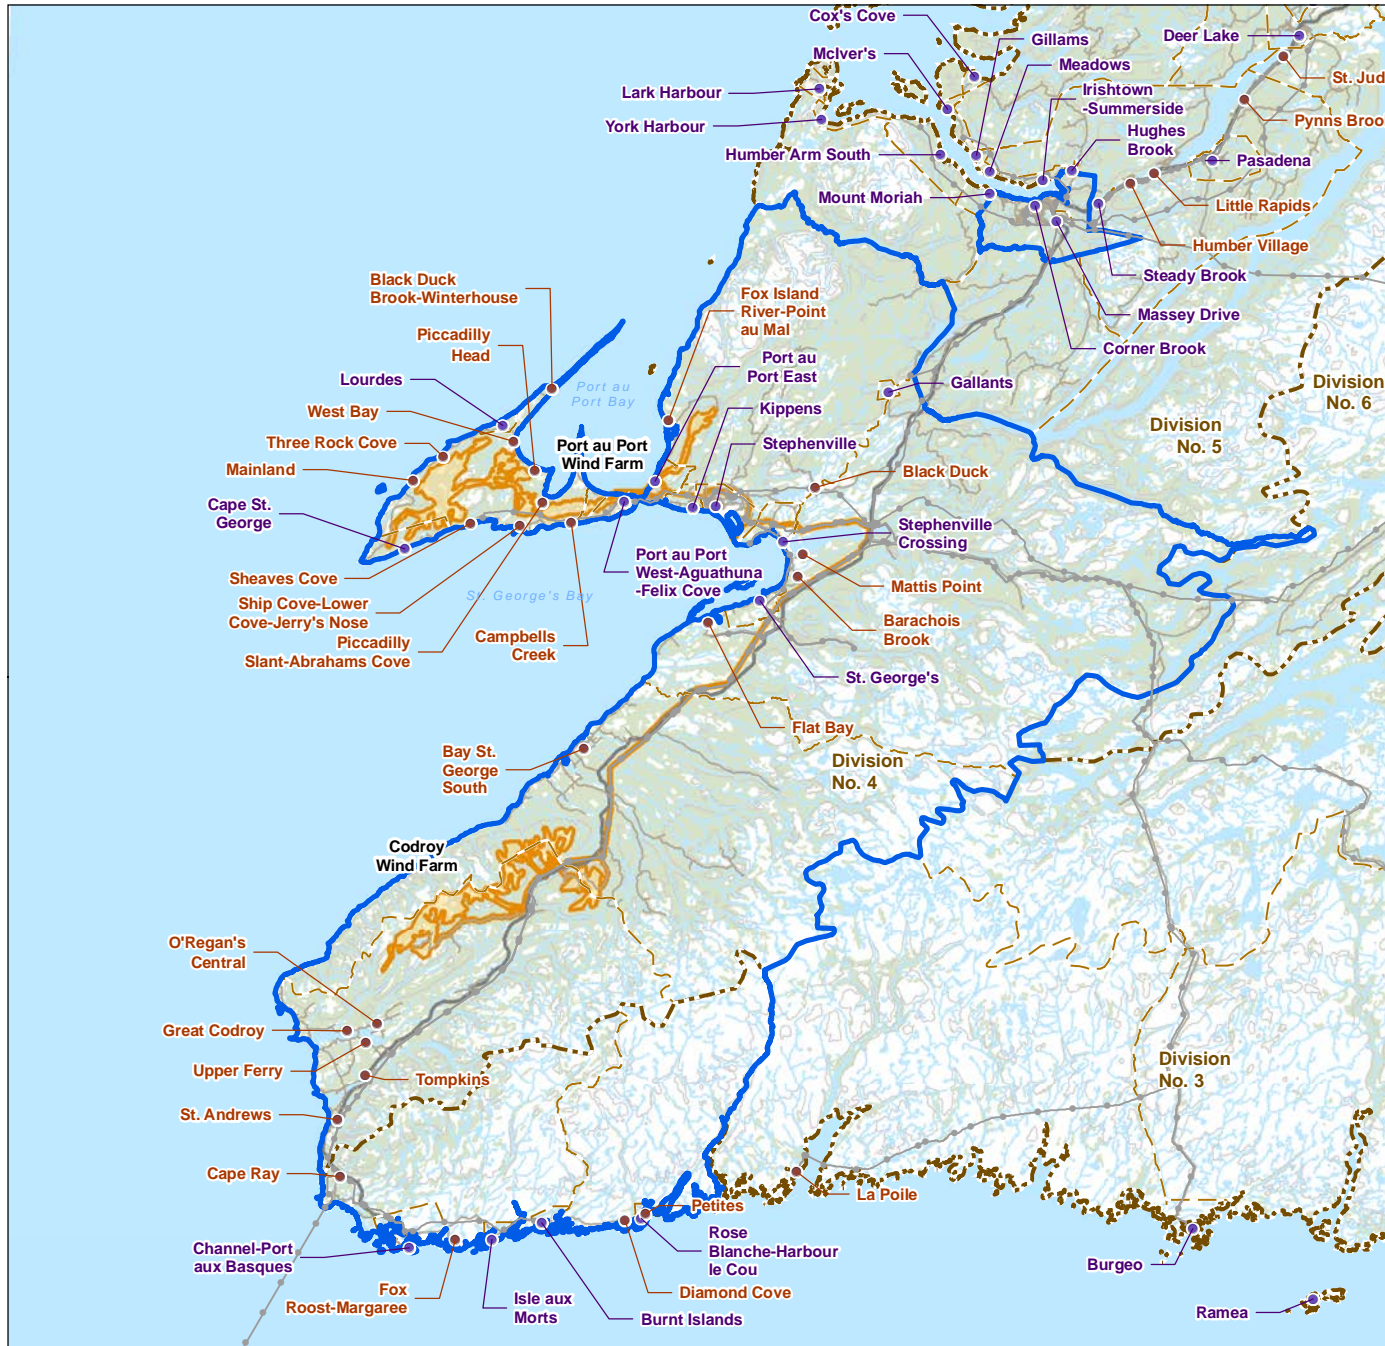 Cox's Cove
Gillams
Deer Lake
McIver's
Meadows
St. Jud
Lark Harbour
Irishtown
-Summerside
Pynns Broo
York Harbour
Hughes
Brook
Humber Arm South
Pasadena
Mount Moriah
Little Rapids
Humber Village
Steady Brook
Black Duck
Brook-Winterhouse
Fox Island
River-Point
au Mal
Massey Drive
Piccadilly
Head
Corner Brook
Port au
Port East
Lourdes
Port au
Port Bay
Gallants
Division
No. 6
West Bay
Kippens
Division
No. 5
Three Rock Cove
Port au Port
Wind Farm
Stephenville
Mainland
Black Duck
Cape St.
George
Stephenville
Crossing
Port au Port
West-Aguathuna
-Felix Cove
Sheaves Cove
Mattis Point
St. George's Bay
Ship Cove-Lower
Cove-Jerry's Nose
Barachois
Brook
Piccadilly
Slant-Abrahams Cove
Campbells
Creek
St. George's
Flat Bay
Bay St.
George
South
Division
No. 4
Codroy
Wind Farm
O'Regan's
Central
Great Codroy
Upper Ferry
Tompkins
Division
No. 3
St. Andrews
Cape Ray
La Poile
Petites
Channel-Port
aux Basques
Rose
Blanche-Harbour
le Cou
Burgeo
Fox
Roost-Margaree
Isle aux
Morts
Diamond Cove
Burnt Islands
Ramea